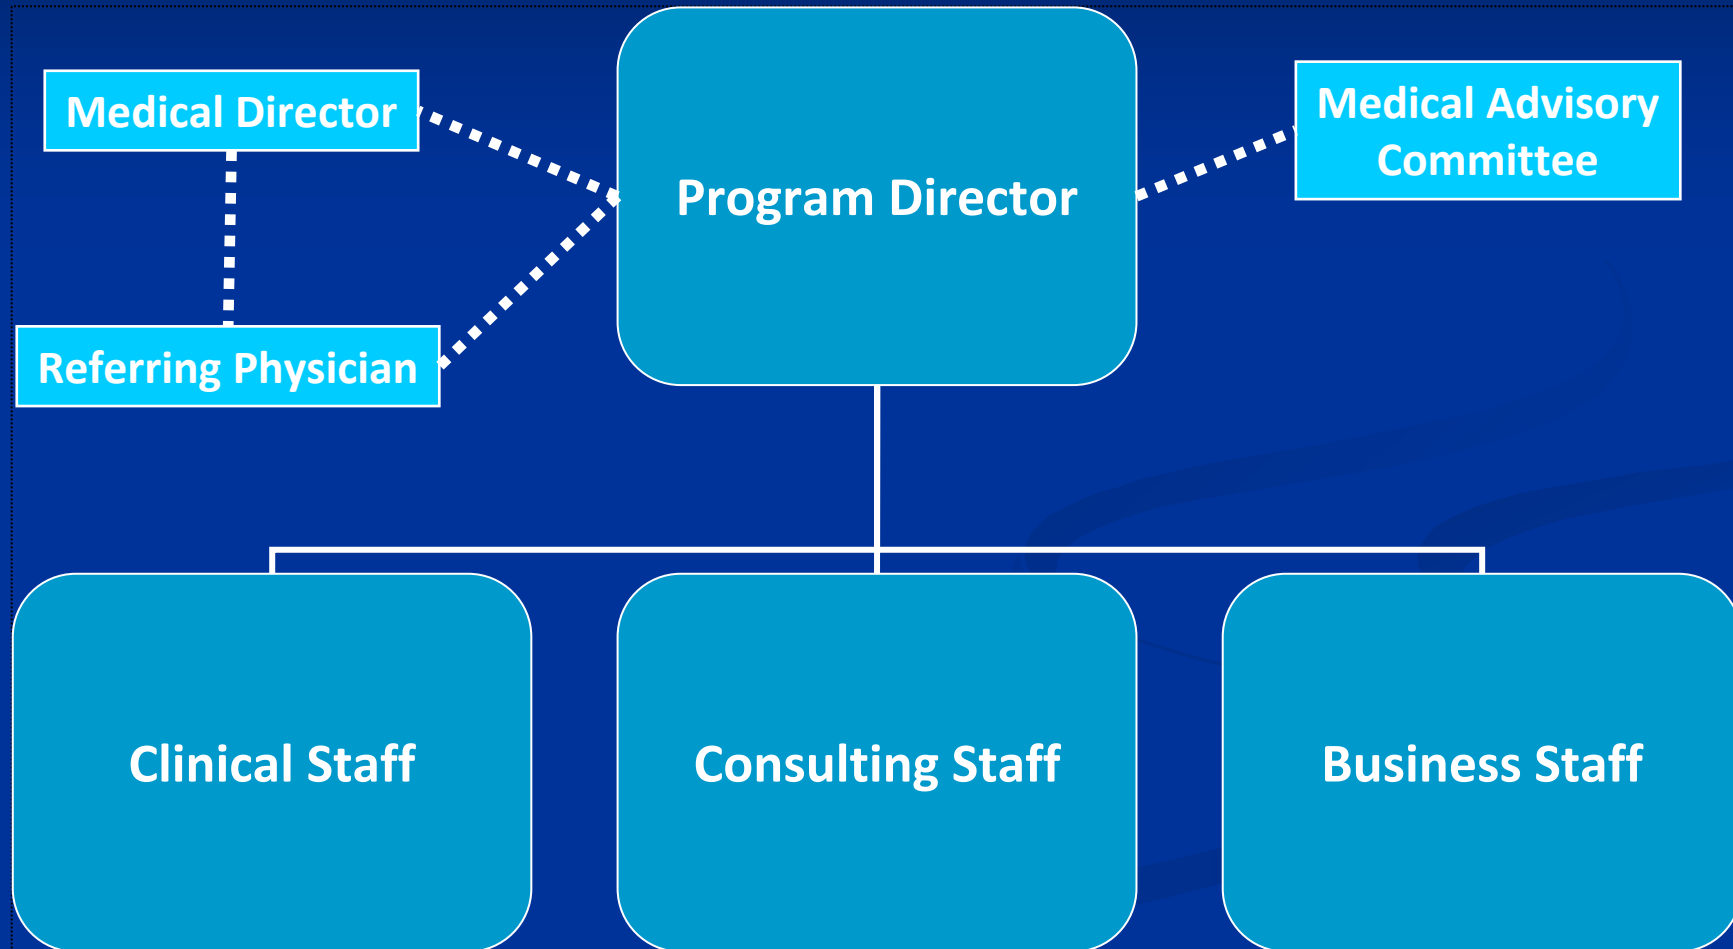 Medical Director
Program Director
Medical Advisory
Committee
Referring Physician
Clinical Staff
Consulting Staff
Business Staff